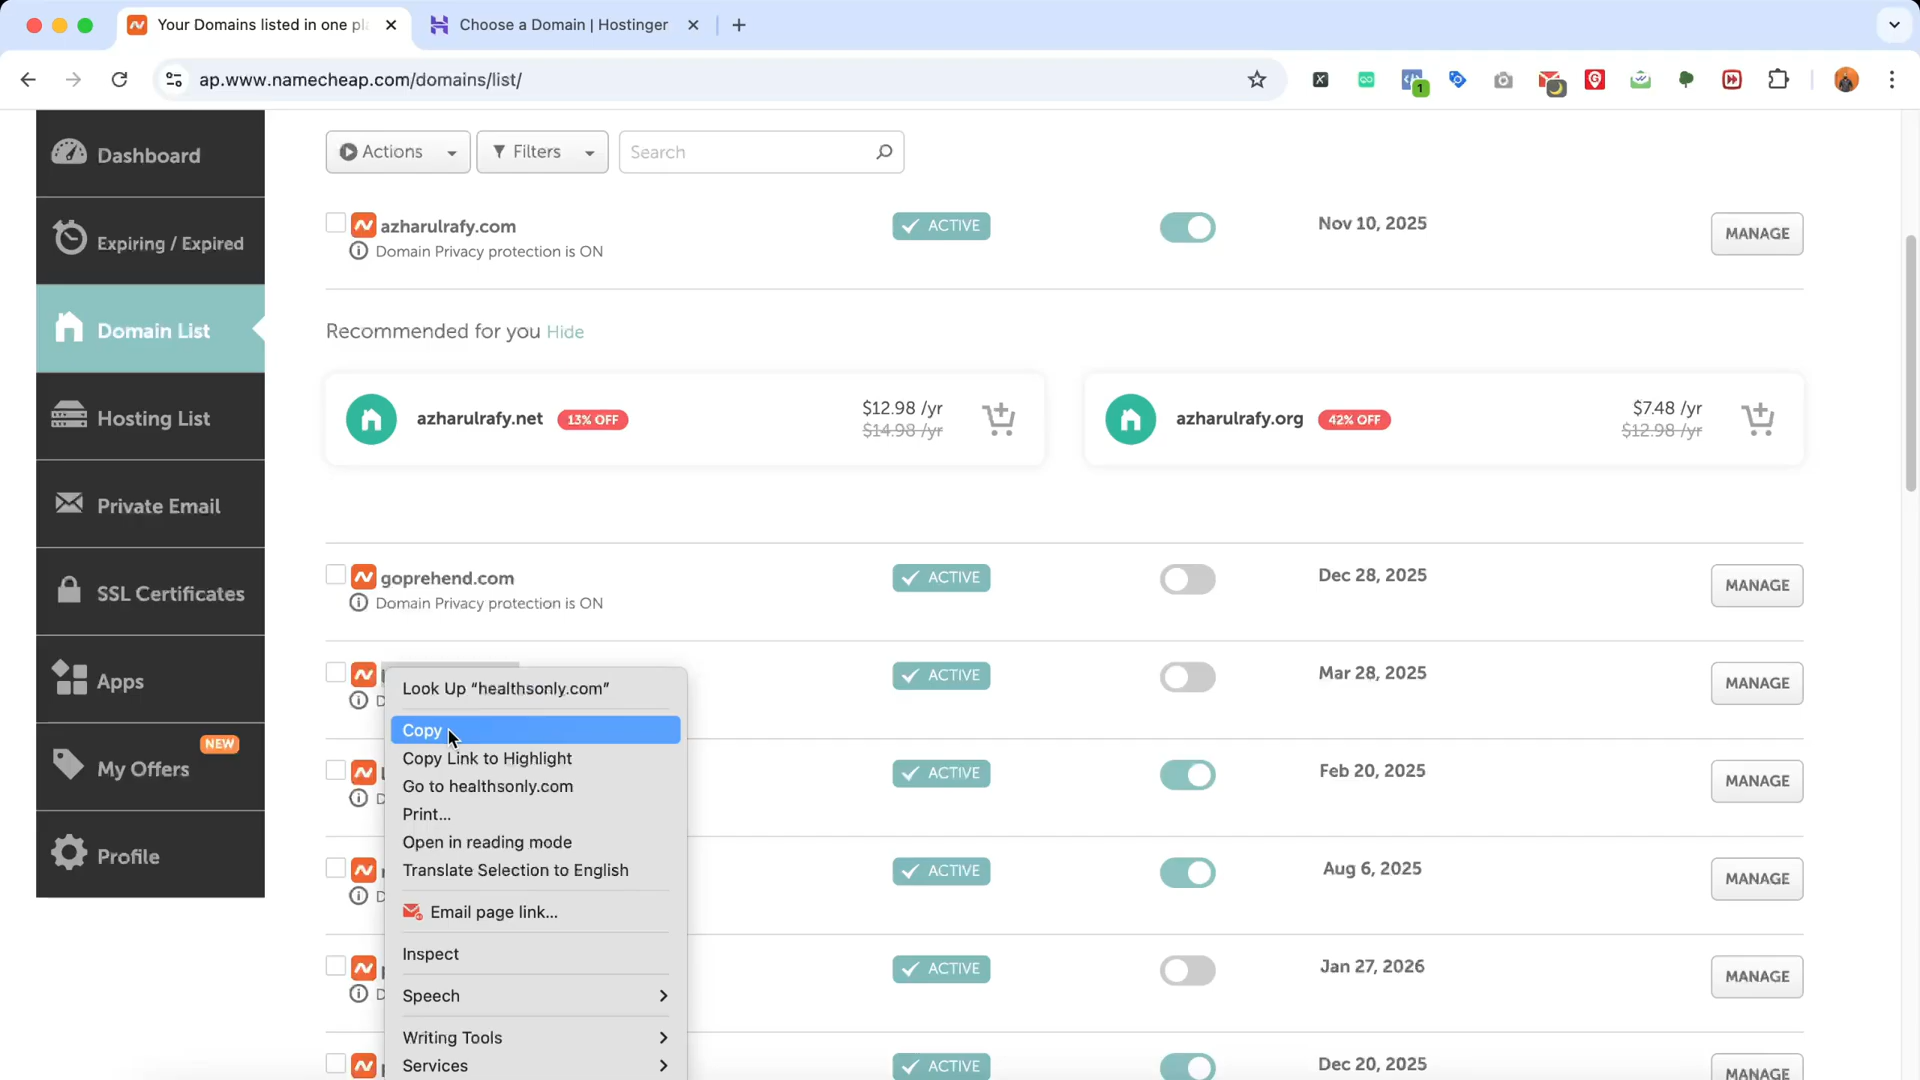 Your Domains listed in one pl
Choose a Domain | Hostinger
ap.www.namecheap.com/domains/list/
1
Dashboard
Expiring / Expired
Domain List
Hosting List
Private Email
SSL Certificates
Apps
NEW
My Offers
Profile
Actions
Filters
Search
azharulrafy.com
ACTIVE
Nov 10, 2025
MANAGE
Domain Privacy protection is ON
Recommended for you Hide
azharulrafy.net
13% OFF
$12.98 /yr
$14.98 /yr
azharulrafy.org
42% OFF
$7.48 /yr
$12.98 /yr
goprehend.com
ACTIVE
Dec 28, 2025
MANAGE
Domain Privacy protection is ON
ACTIVE
Mar 28, 2025
MANAGE
D
ACTIVE
Feb 20, 2025
MANAGE
D
ACTIVE
Aug 6, 2025
MANAGE
D
ACTIVE
Jan 27, 2026
MANAGE
D
ACTIVE
Dec 20, 2025
MANAGE
Look Up “healthsonly.com”
Copy
Copy Link to Highlight
Go to healthsonly.com
Print...
Open in reading mode
Translate Selection to English
Email page link...
Inspect
Speech
Writing Tools
Services